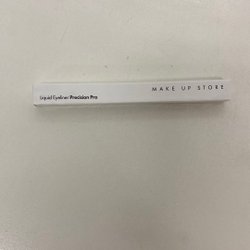 Liquid Eyeliner Precision Pro
MAKE UP STORE